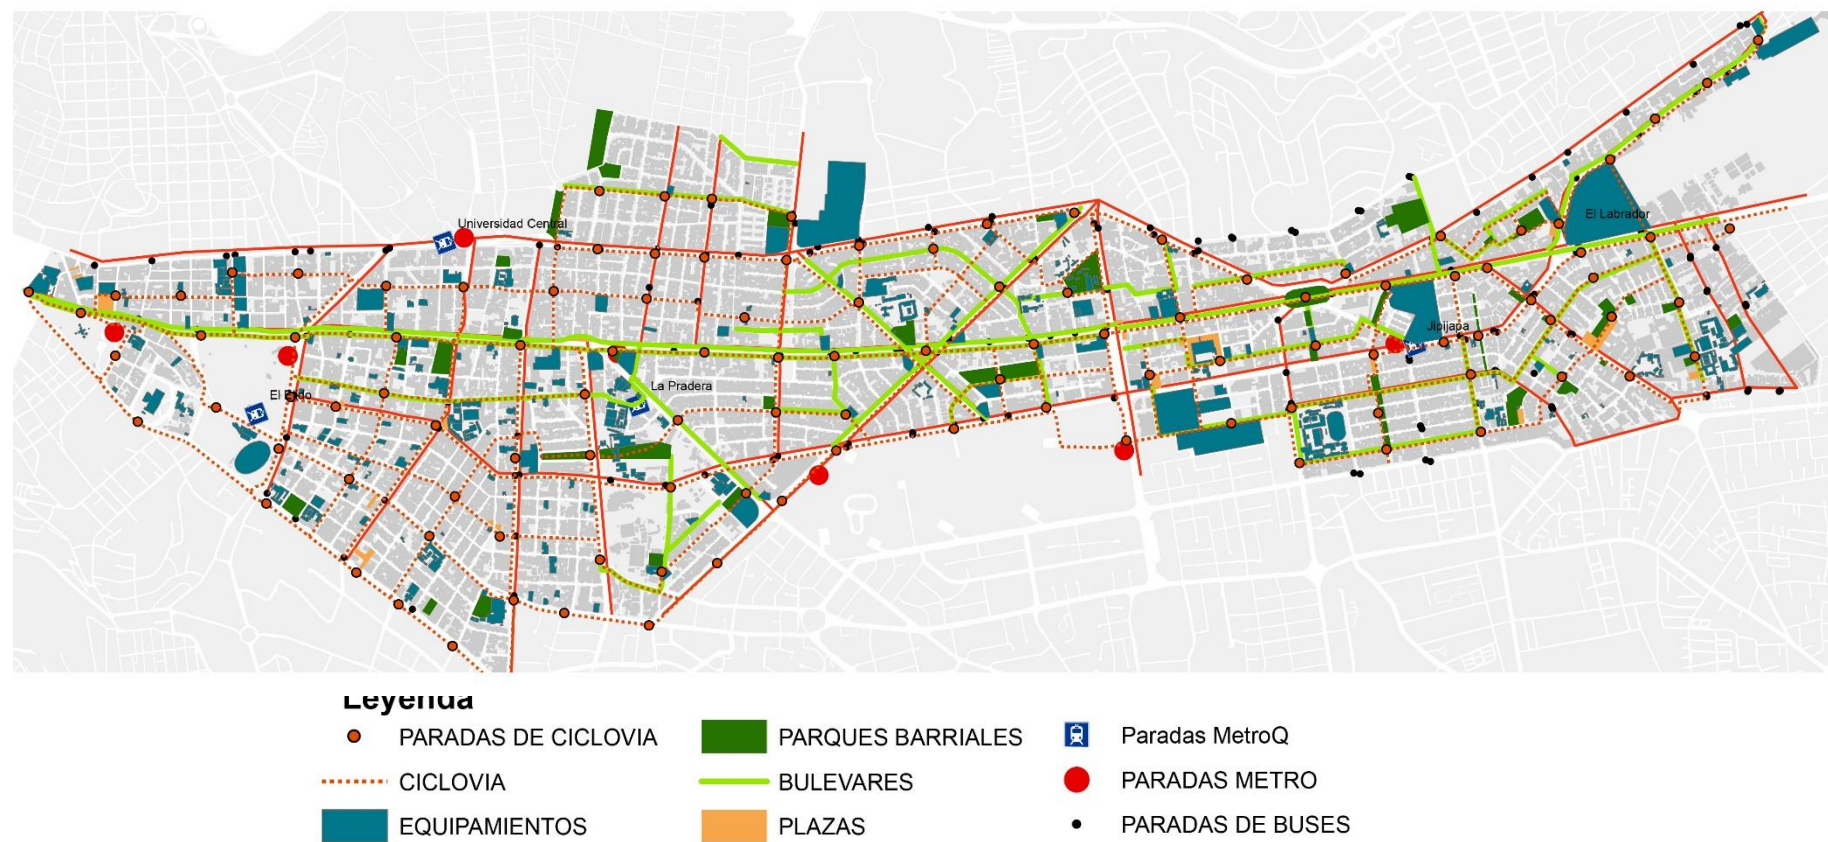 Universidad Central
El Labrador
Jipijapa
La Pradera
El Ejido
Leyenda
PARADAS DE CICLOVIA
PARQUES BARRIALES
Paradas MetroQ
CICLOVIA
BULEVARES
PARADAS METRO
EQUIPAMIENTOS
PLAZAS
PARADAS DE BUSES